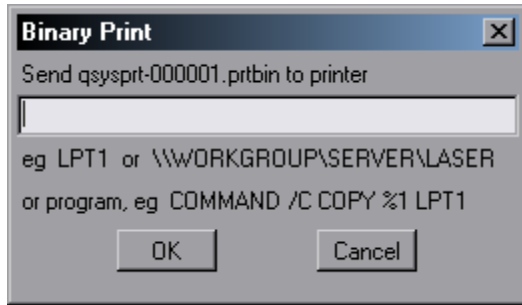 Binary Print
Send qsysprt-000001.prtbin to printer
eg LPT1 or \\WORKGROUP\SERVER\LASER
or program, eg COMMAND /C COPY %1 LPT1
OK Cancel